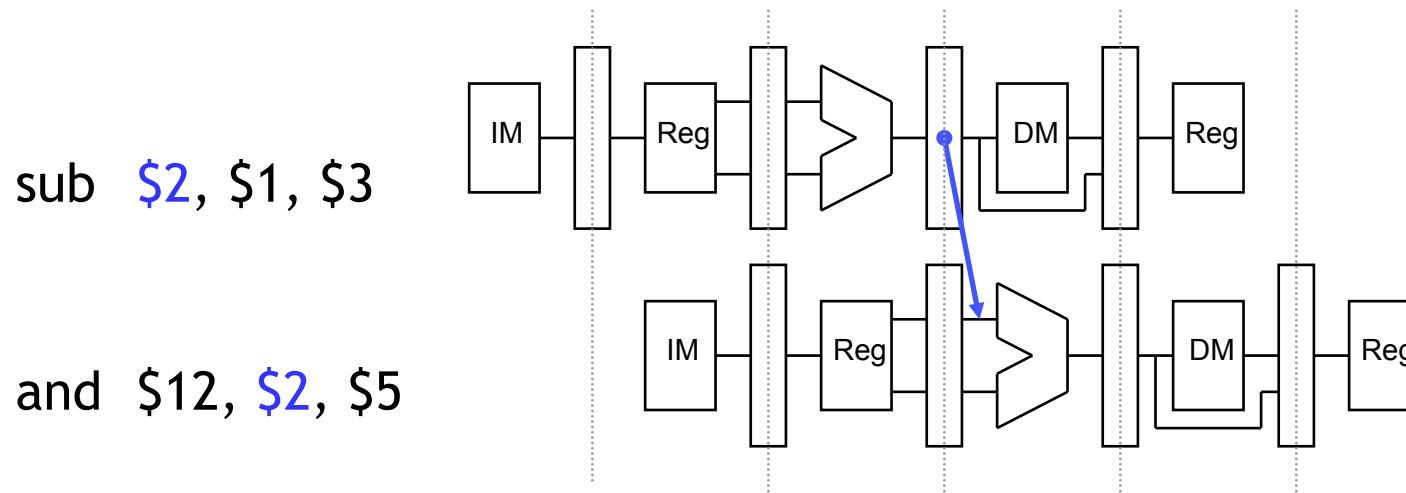 IM Reg DM Reg
sub $2, $1, $3
IM Reg DM Reg
and $12, $2, $5